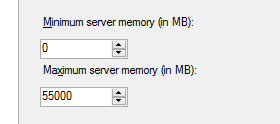 Minimum server memory (in MB):
0
Maximum server memory (in MB):
55000